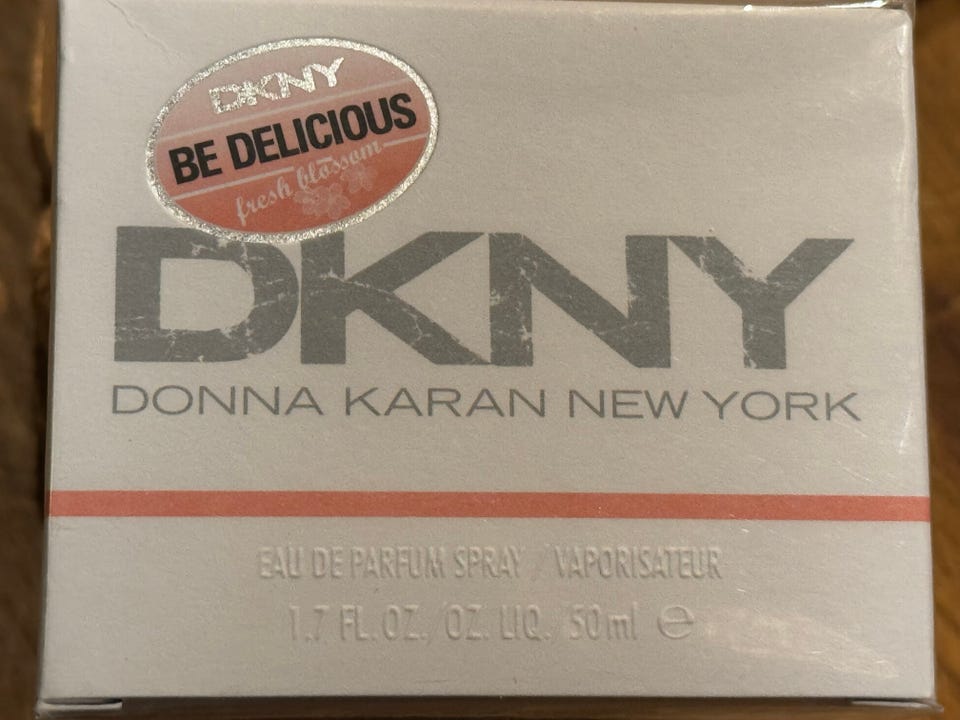 DKNY
BE DELICIOUS
fresh blossom
DKNY
DONNA KARAN NEW YORK
EAU DE PARFUM SPRAY / VAPORISATEUR
1.7 FL.OZ./OZ. LIQ. 50ml ℮